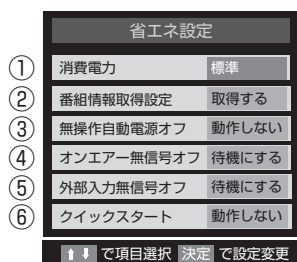 省エネ設定
① 消費電力 標準
② 番組情報取得設定 取得する
③ 無操作自動電源オフ 動作しない
④ オンエアー無信号オフ 待機にする
⑤ 外部入力無信号オフ 待機にする
⑥ クイックスタート 動作しない
⬆⬇ で項目選択 決定 で設定変更